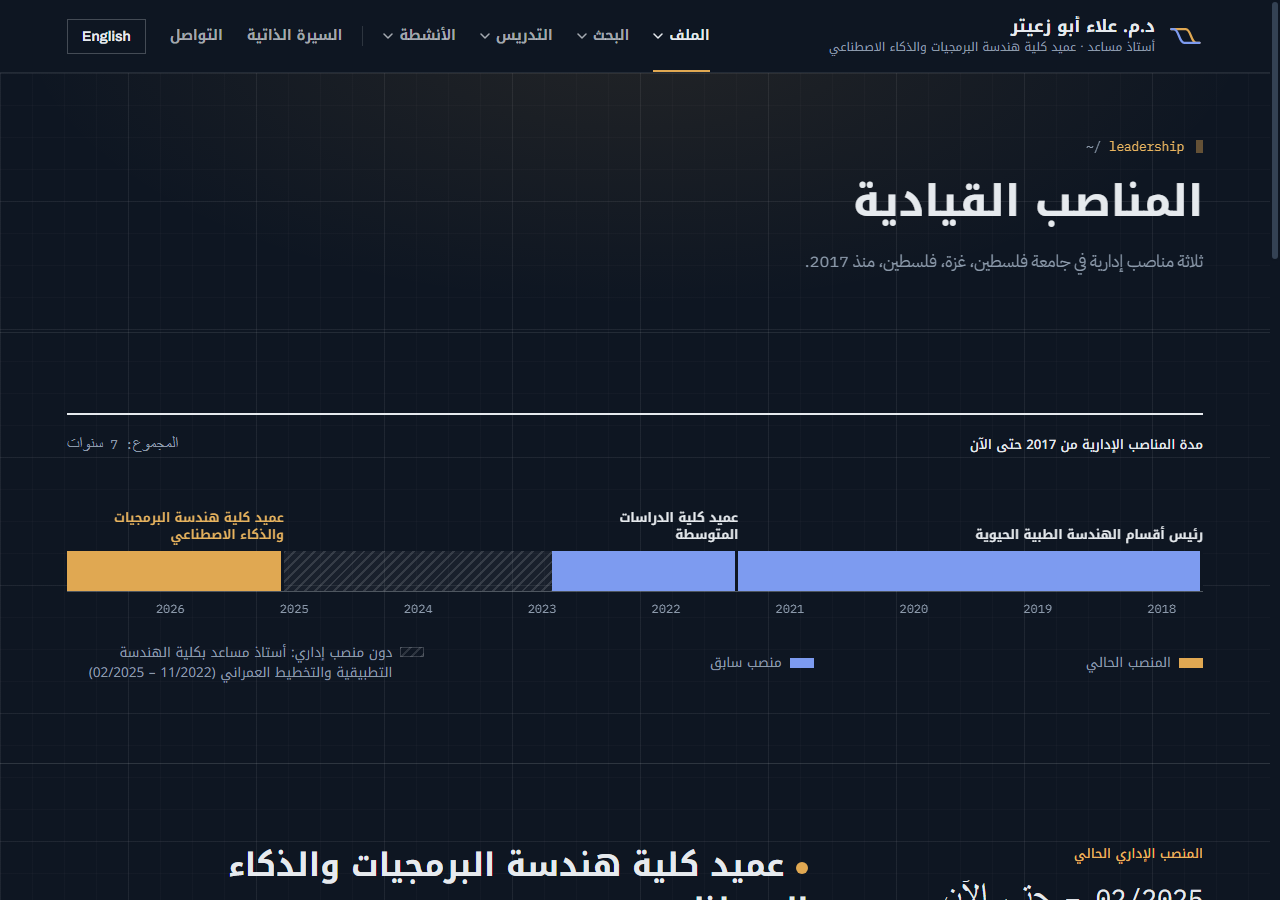 د.م. علاء أبو زعيتر
أستاذ مساعد · عميد كلية هندسة البرمجيات والذكاء الاصطناعي
الملف
البحث
التدريس
الأنشطة
السيرة الذاتية
التواصل
English
~/ leadership
المناصب القيادية
ثلاثة مناصب إدارية في جامعة فلسطين، غزة، فلسطين، منذ 2017.
مدة المناصب الإدارية من 2017 حتى الآن
المجموع: 7 سنوات
رئيس أقسام الهندسة الطبية الحيوية
عميد كلية الدراسات
المتوسطة
عميد كلية هندسة البرمجيات
والذكاء الاصطناعي
2018
2019
2020
2021
2022
2023
2024
2025
2026
المنصب الحالي
منصب سابق
دون منصب إداري: أستاذ مساعد بكلية الهندسة
التطبيقية والتخطيط العمراني (11/2022 – 02/2025)
المنصب الإداري الحالي
02/2025 – حتى الآن
عميد كلية هندسة البرمجيات والذكاء